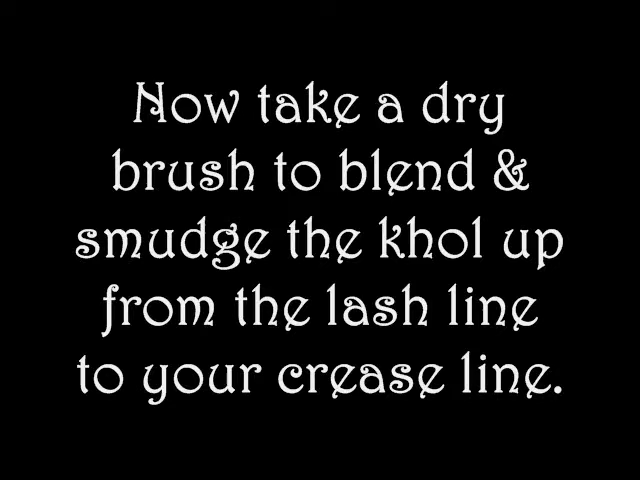 Now take a dry
brush to blend &
smudge the khol up
from the lash line
to your crease line.